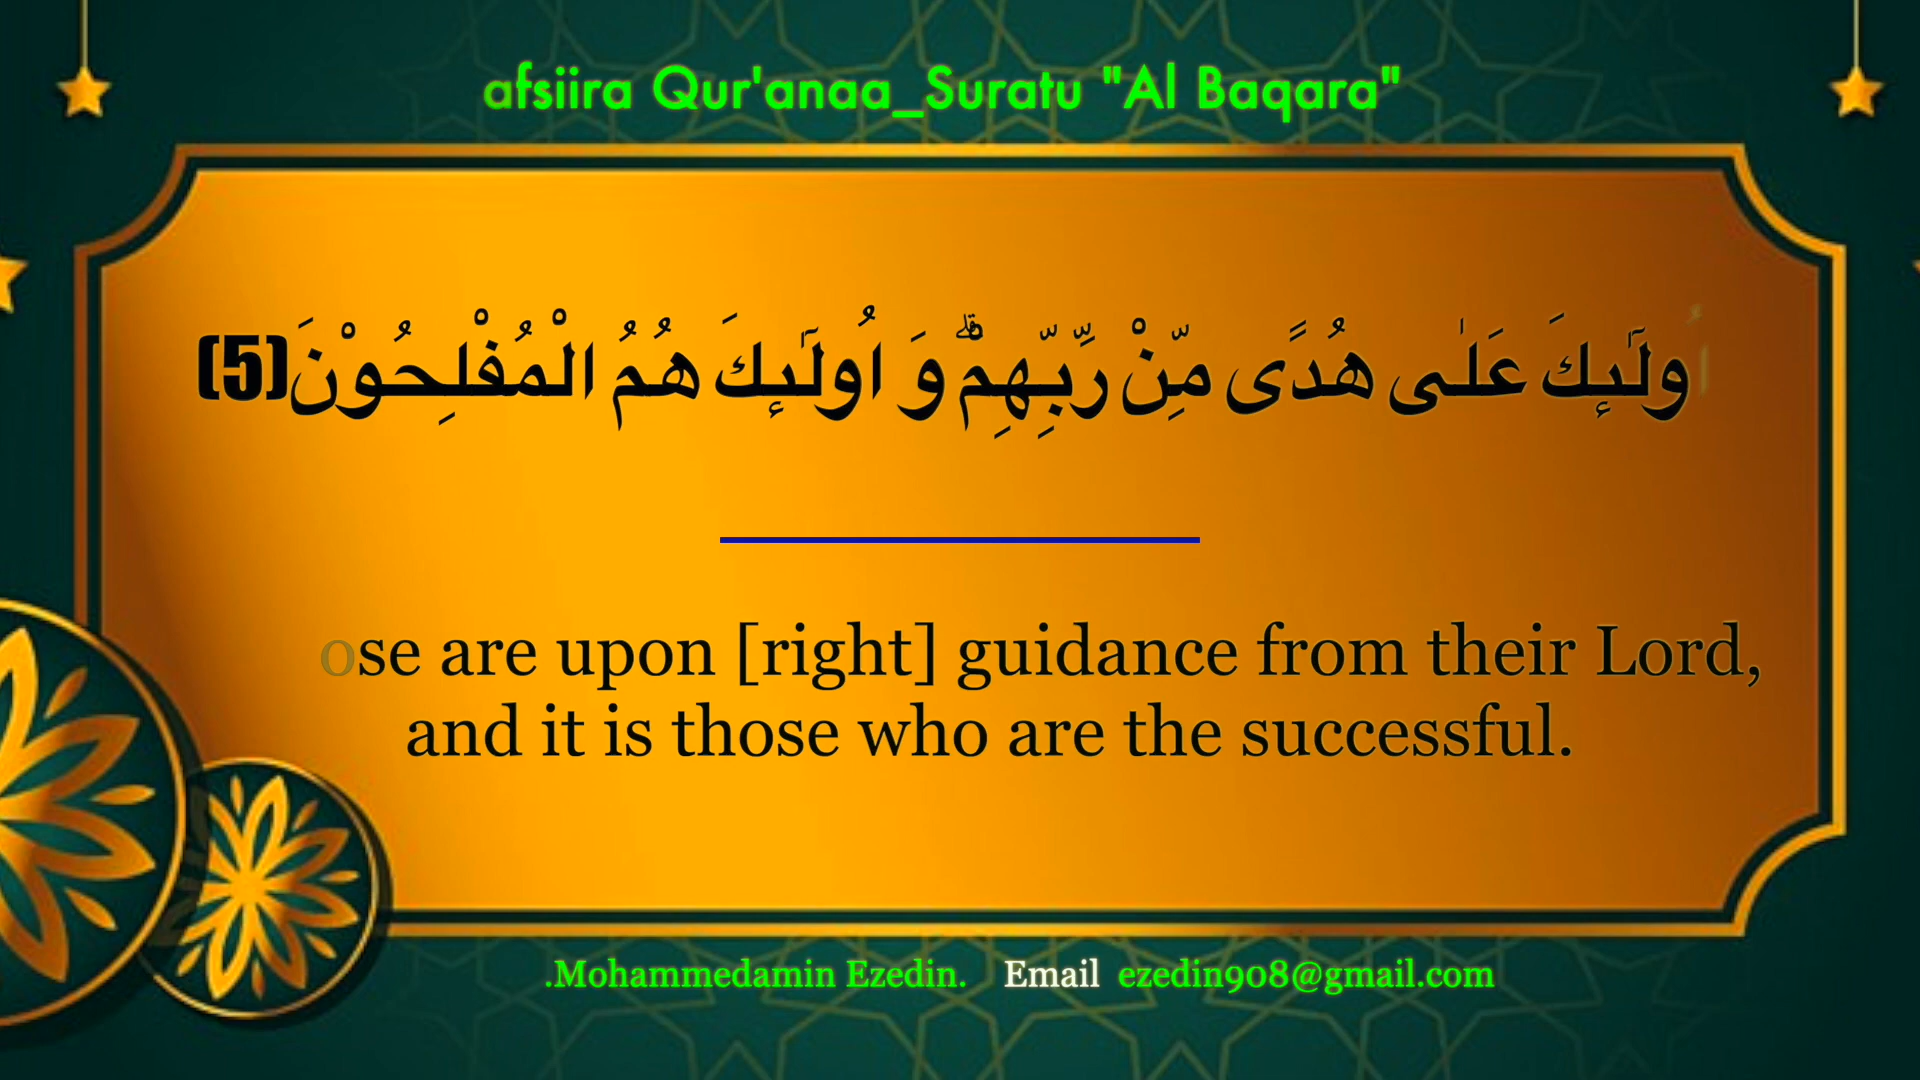 afsiira Qur'anaa_Suratu "Al Baqara"
اُولٰٓىٕكَ عَلٰى هُدًى مِّنْ رَّبِّهِمْۗ وَ اُولٰٓىٕكَ هُمُ الْمُفْلِحُوْنَ(5)
ose are upon [right] guidance from their Lord,
and it is those who are the successful.
.Mohammedamin Ezedin. Email ezedin908@gmail.com